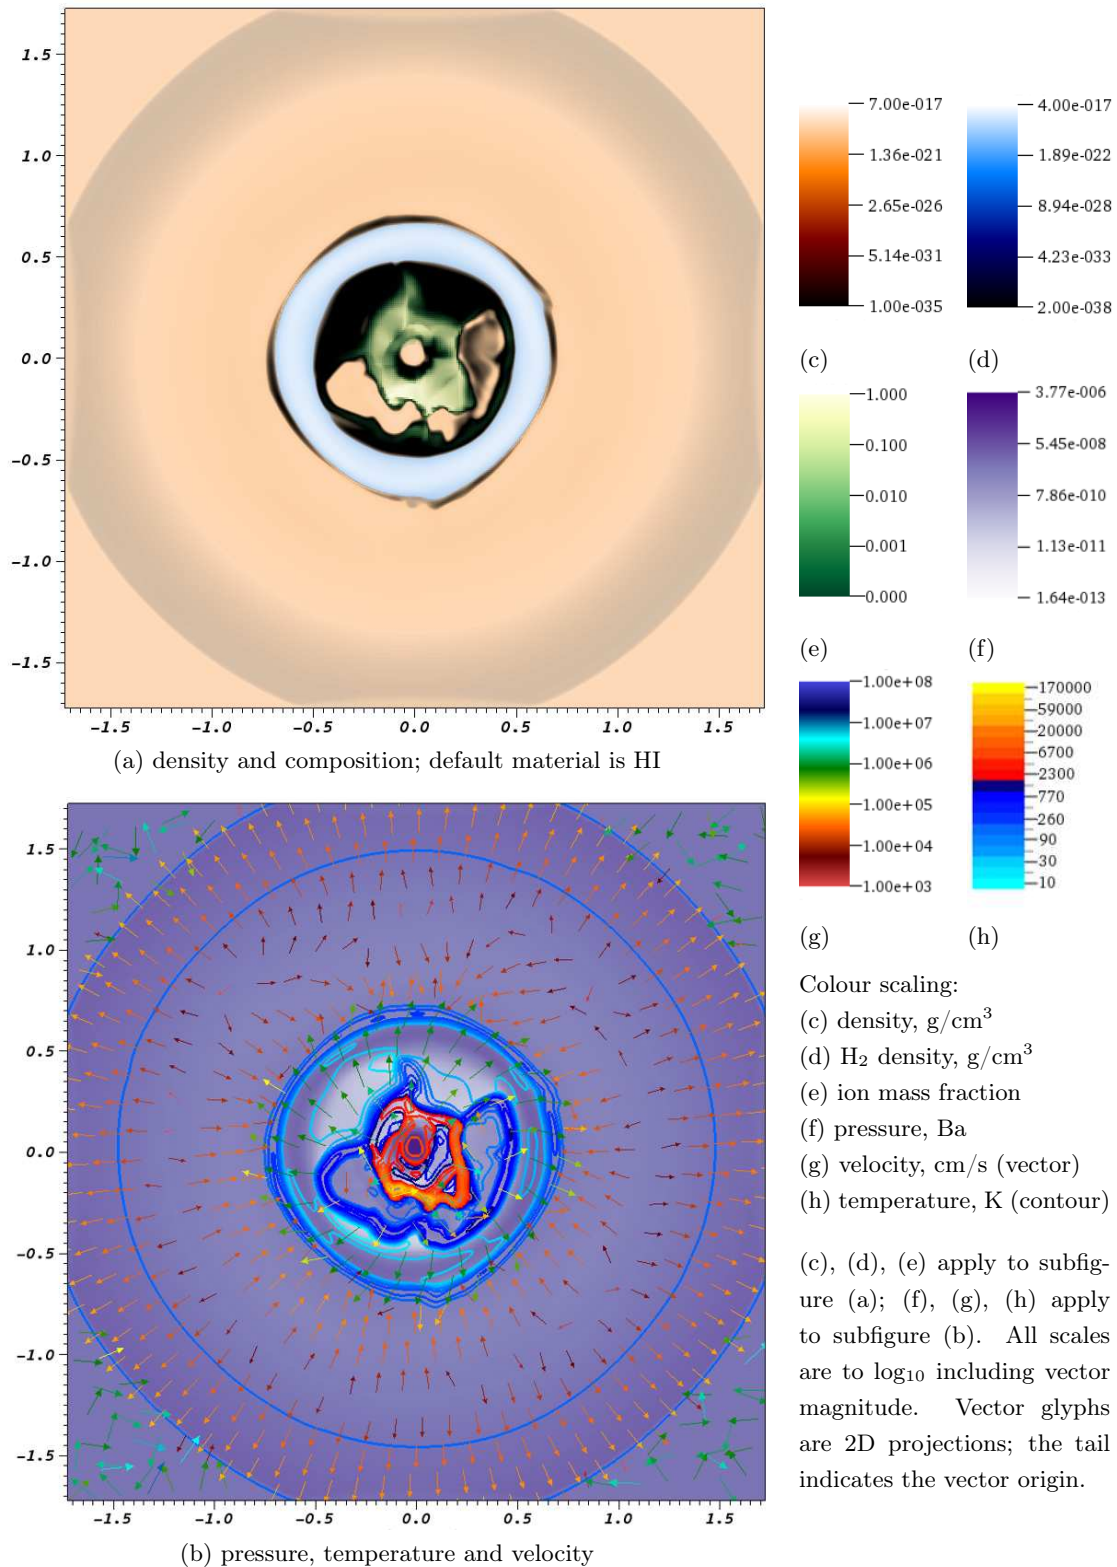 1.5
1.0
0.5
0.0
-0.5
-1.0
-1.5
-1.5 -1.0 -0.5 0.0 0.5 1.0 1.5
(a) density and composition; default material is HI
7.00e-017
1.36e-021
2.65e-026
5.14e-031
1.00e-035
(c)
4.00e-017
1.89e-022
8.94e-028
4.23e-033
2.00e-038
(d)
1.000
0.100
0.010
0.001
0.000
(e)
3.77e-006
5.45e-008
7.86e-010
1.13e-011
1.64e-013
(f)
1.00e+08
1.00e+07
1.00e+06
1.00e+05
1.00e+04
1.00e+03
(g)
170000
59000
20000
6700
2300
770
260
90
30
10
(h)
1.5
1.0
0.5
0.0
-0.5
-1.0
-1.5
-1.5 -1.0 -0.5 0.0 0.5 1.0 1.5
(b) pressure, temperature and velocity
Colour scaling:
(c) density, g/cm³
(d) H₂ density, g/cm³
(e) ion mass fraction
(f) pressure, Ba
(g) velocity, cm/s (vector)
(h) temperature, K (contour)
(c), (d), (e) apply to subfig-
ure (a); (f), (g), (h) apply
to subfigure (b). All scales
are to log₁₀ including vector
magnitude. Vector glyphs
are 2D projections; the tail
indicates the vector origin.